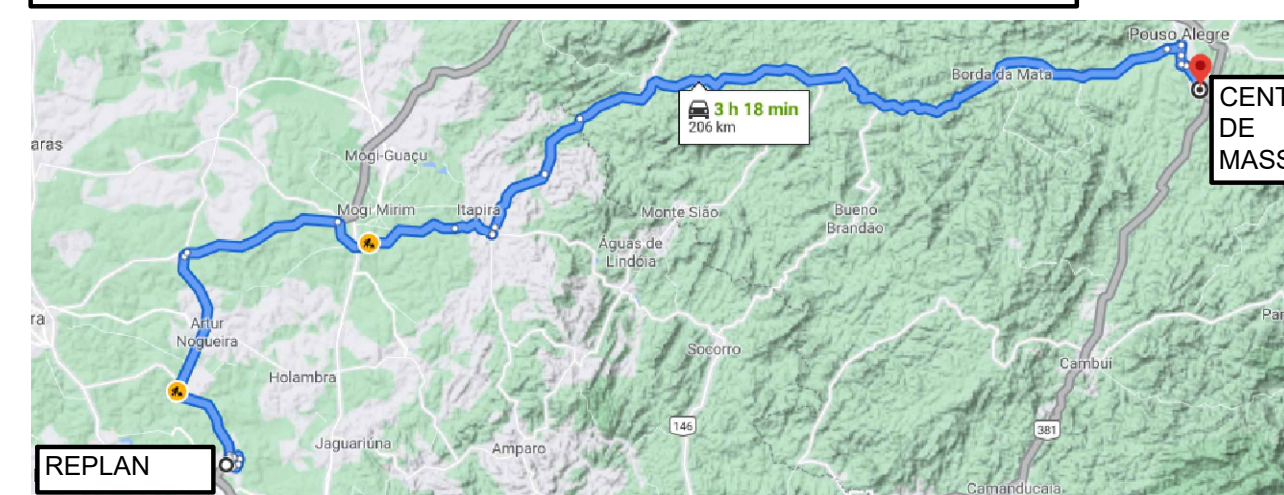 Pouso Alegre
Borda da Mata
3 h 18 min
206 km
CENT
DE
MASS
aras
Mogi-Guaçu
Mogi Mirim
Itapira
Monte Sião
Bueno
Brandão
Águas de
Lindóia
ra
Artur
Nogueira
Par
Socorro
Cambuí
Holambra
146
381
Jaguariúna
Amparo
REPLAN
Camanducaia